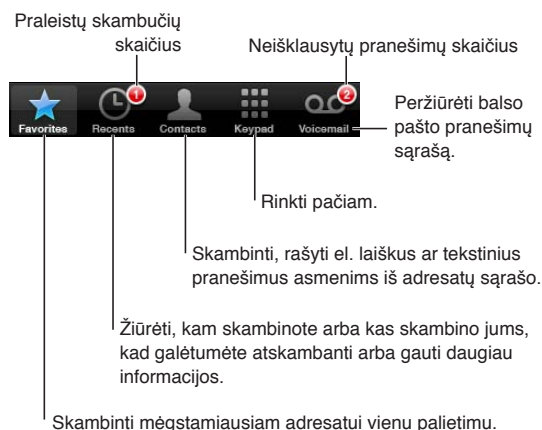 Praleistų skambučių
skaičius
Neišklausytų pranešimų skaičius
1
2
Favorites
Recents
Contacts
Keypad
Voicemail
Peržiūrėti balso
pašto pranešimų
sąrašą.
Rinkti pačiam.
Skambinti, rašyti el. laiškus ar tekstinius
pranešimus asmenims iš adresatų sąrašo.
Žiūrėti, kam skambinote arba kas skambino jums,
kad galėtumėte atskambanti arba gauti daugiau
informacijos.
Skambinti mėgstamiausiam adresatui vienu palietimu.